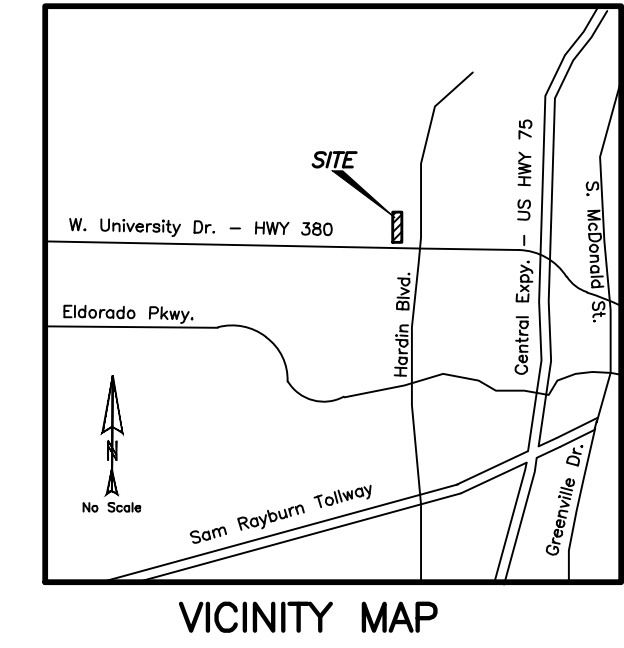 SITE
W. University Dr. – HWY 380
Eldorado Pkwy.
Hardin Blvd.
Central Expy. – US HWY 75
S. McDonald St.
N
No Scale
Sam Rayburn Tollway
Greenville Dr.
VICINITY MAP